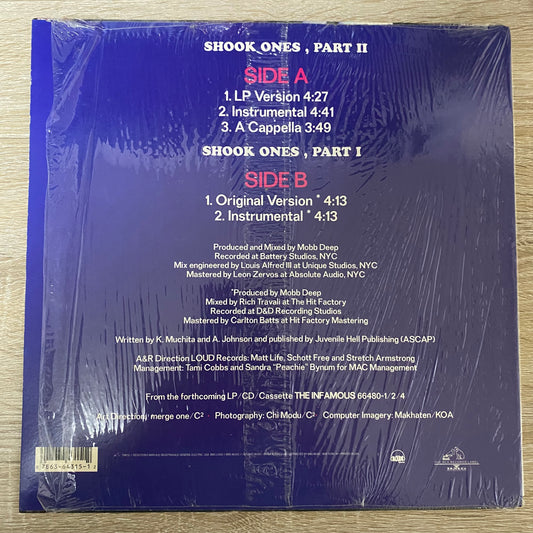 SHOOK ONES, PART II
SIDE A
1. LP Version 4:27
2. Instrumental 4:41
3. A Cappella 3:49
SHOOK ONES, PART I
SIDE B
1. Original Version * 4:13
2. Instrumental * 4:13
Produced and Mixed by Mobb Deep
Recorded at Battery Studios, NYC
Mix engineered by Louis Alfred III at Unique Studios, NYC
Mastered by Leon Zervos at Absolute Audio, NYC
*Produced by Mobb Deep
Mixed by Rich Travali at The Hit Factory
Recorded at D&D Recording Studios
Mastered by Carlton Batts at Hit Factory Mastering
Written by K. Muchita and A. Johnson and published by Juvenile Hell Publishing (ASCAP)
A&R Direction LOUD Records: Matt Life, Schott Free and Stretch Armstrong
Management: Tami Cobbs and Sandra "Peachie" Bynum for MAC Management
From the forthcoming LP/CD/Cassette THE INFAMOUS 66480-1/2/4
Art Direction: merge one/C² · Photography: Chi Modu/C² · Computer Imagery: Makhaten/KOA
78636-4315-1